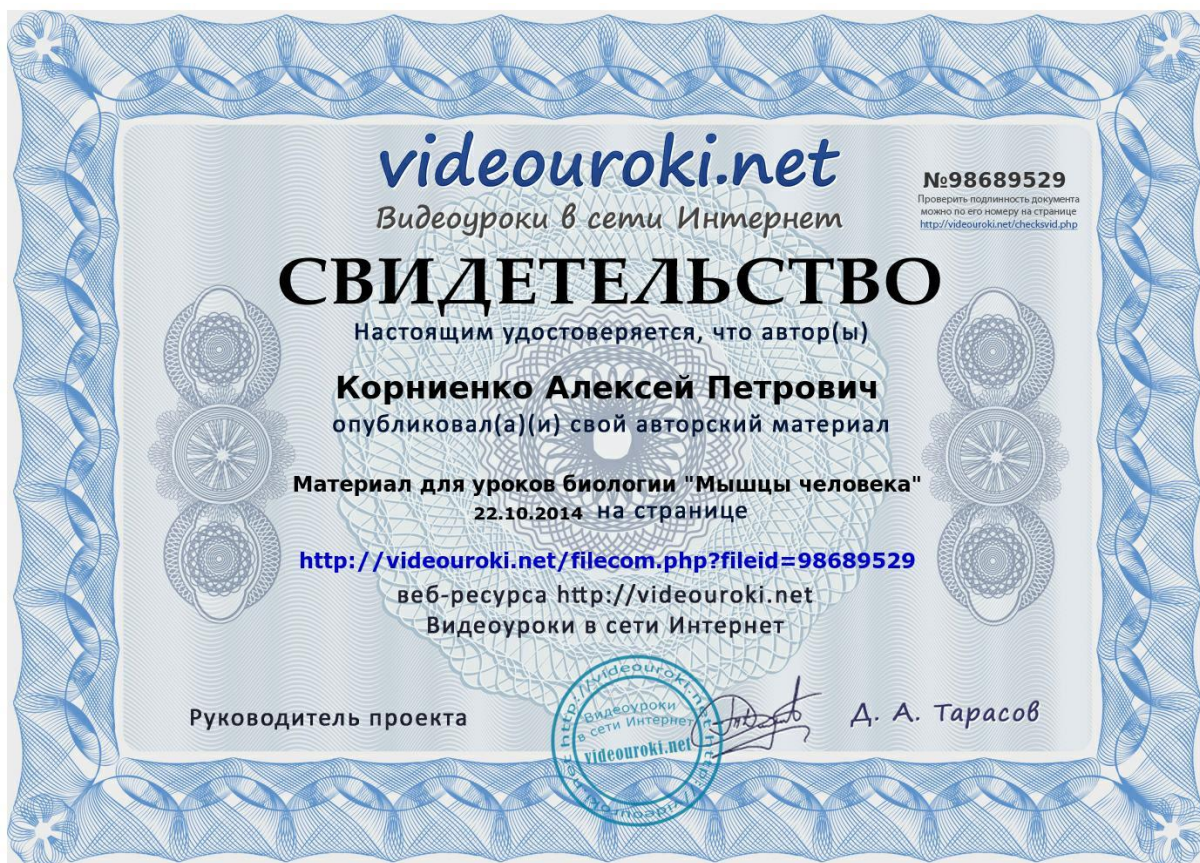 videouroki.net
Видеоуроки в сети Интернет
№98689529
Проверить подлинность документа
можно по его номеру на странице
http://videouroki.net/checksvid.php
СВИДЕТЕЛЬСТВО
Настоящим удостоверяется, что автор(ы)
Корниенко Алексей Петрович
опубликовал(а)(и) свой авторский материал
Материал для уроков биологии "Мышцы человека"
22.10.2014 на странице
http://videouroki.net/filecom.php?fileid=98689529
веб-ресурса http://videouroki.net
Видеоуроки в сети Интернет
Руководитель проекта
Видеоуроки
в сети Интернет
videouroki.net
Д. А. Тарасов